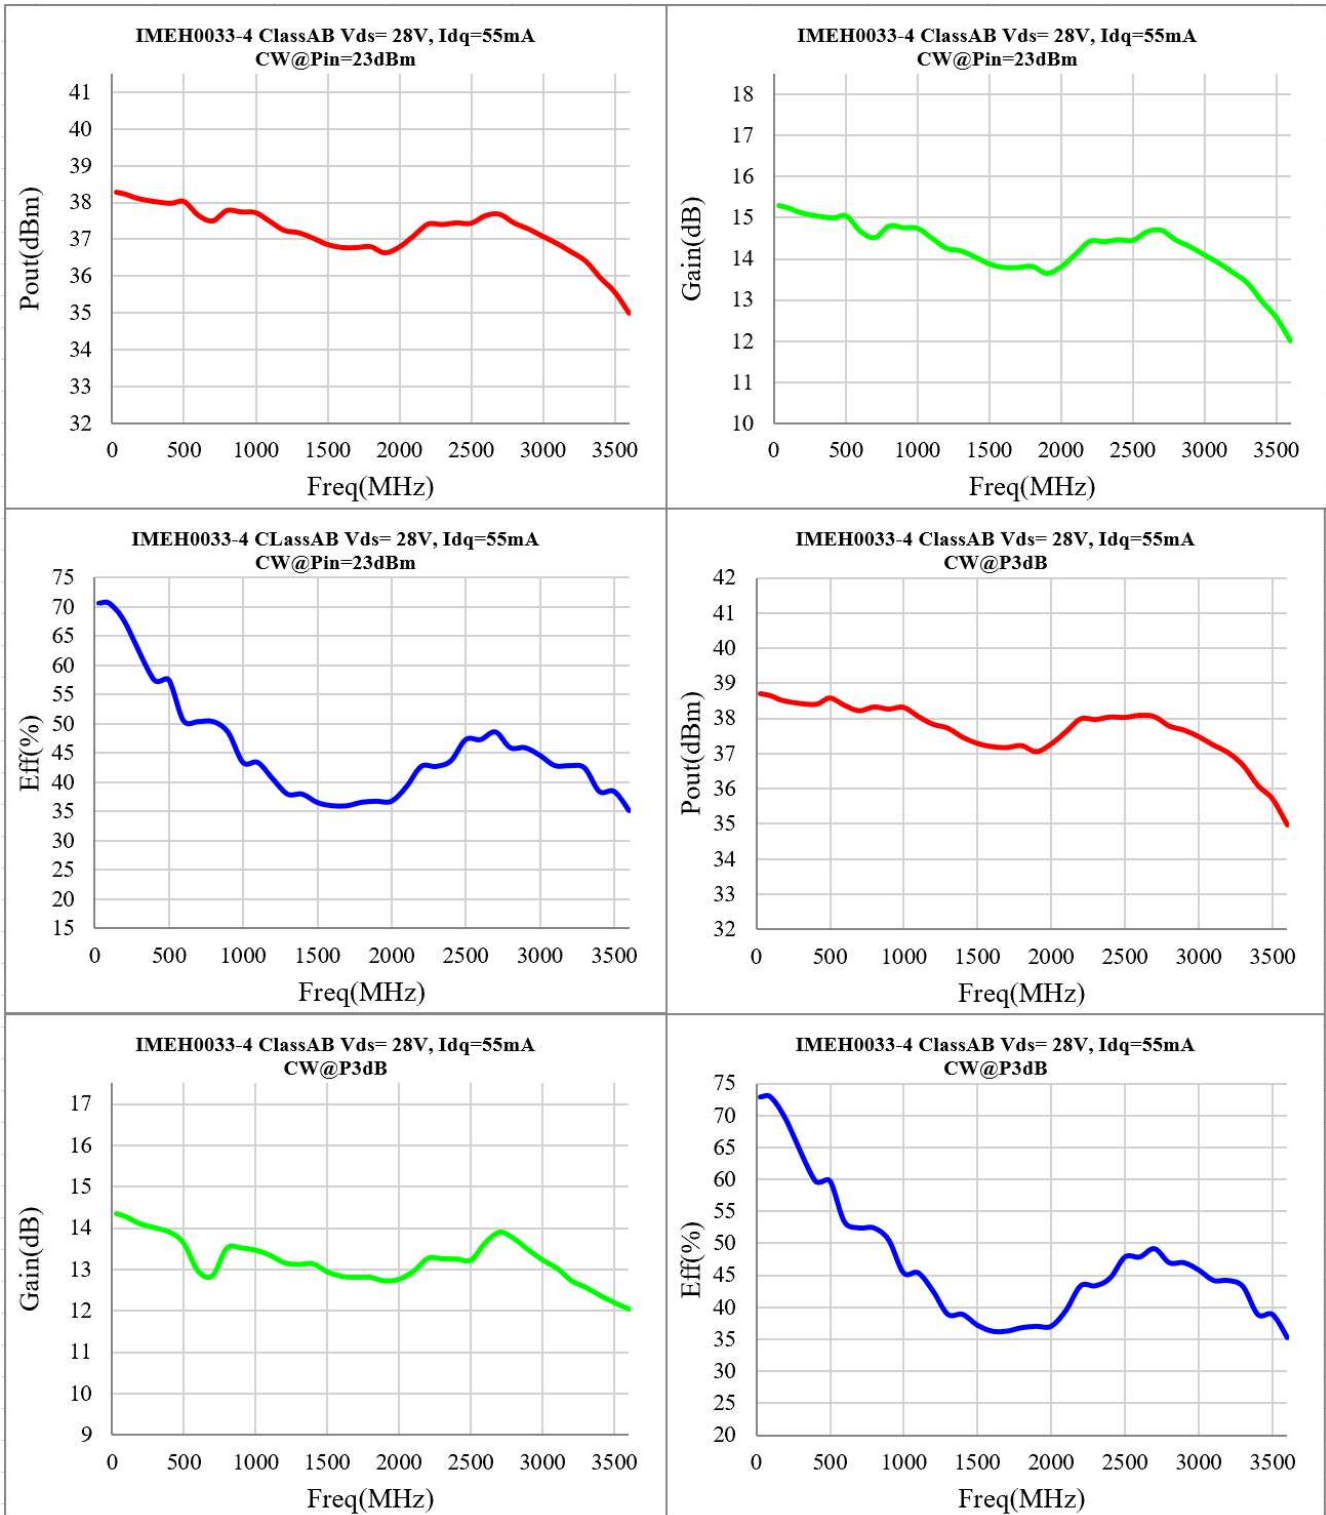 IMEH0033-4 ClassAB Vds= 28V, Idq=55mA
CW@Pin=23dBm
41
40
39
38
37
36
35
34
33
32
Pout(dBm)
0 500 1000 1500 2000 2500 3000 3500
Freq(MHz)
IMEH0033-4 ClassAB Vds= 28V, Idq=55mA
CW@Pin=23dBm
18
17
16
15
14
13
12
11
10
Gain(dB)
0 500 1000 1500 2000 2500 3000 3500
Freq(MHz)
IMEH0033-4 CLassAB Vds= 28V, Idq=55mA
CW@Pin=23dBm
75
70
65
60
55
50
45
40
35
30
25
20
15
Eff(%)
0 500 1000 1500 2000 2500 3000 3500
Freq(MHz)
IMEH0033-4 ClassAB Vds= 28V, Idq=55mA
CW@P3dB
42
41
40
39
38
37
36
35
34
33
32
Pout(dBm)
0 500 1000 1500 2000 2500 3000 3500
Freq(MHz)
IMEH0033-4 ClassAB Vds= 28V, Idq=55mA
CW@P3dB
17
16
15
14
13
12
11
10
9
Gain(dB)
0 500 1000 1500 2000 2500 3000 3500
Freq(MHz)
IMEH0033-4 ClassAB Vds= 28V, Idq=55mA
CW@P3dB
75
70
65
60
55
50
45
40
35
30
25
20
Eff(%)
0 500 1000 1500 2000 2500 3000 3500
Freq(MHz)